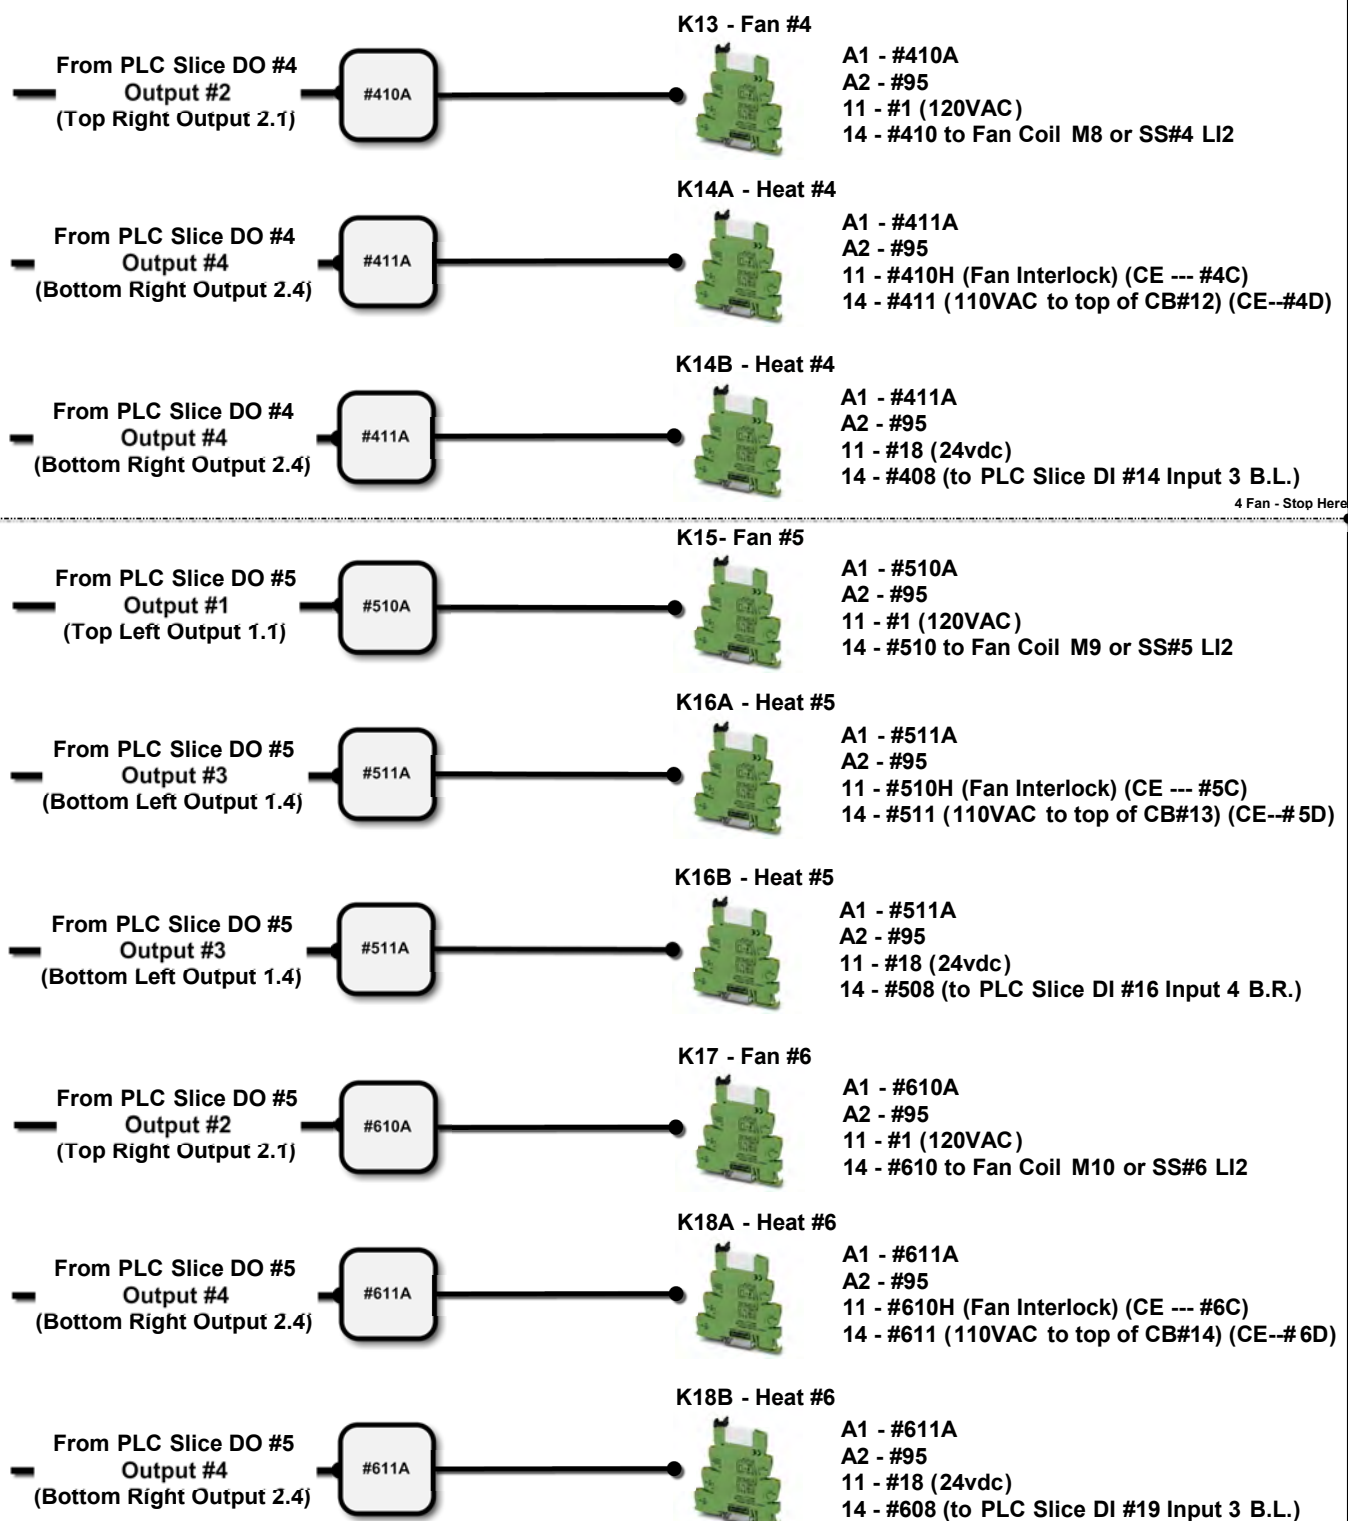 K13 - Fan #4
From PLC Slice DO #4
Output #2
(Top Right Output 2.1)
#410A
A1 - #410A
A2 - #95
11 - #1 (120VAC)
14 - #410 to Fan Coil M8 or SS#4 LI2
K14A - Heat #4
From PLC Slice DO #4
Output #4
(Bottom Right Output 2.4)
#411A
A1 - #411A
A2 - #95
11 - #410H (Fan Interlock) (CE --- #4C)
14 - #411 (110VAC to top of CB#12) (CE--#4D)
K14B - Heat #4
From PLC Slice DO #4
Output #4
(Bottom Right Output 2.4)
#411A
A1 - #411A
A2 - #95
11 - #18 (24vdc)
14 - #408 (to PLC Slice DI #14 Input 3 B.L.)
4 Fan - Stop Here
K15- Fan #5
From PLC Slice DO #5
Output #1
(Top Left Output 1.1)
#510A
A1 - #510A
A2 - #95
11 - #1 (120VAC)
14 - #510 to Fan Coil M9 or SS#5 LI2
K16A - Heat #5
From PLC Slice DO #5
Output #3
(Bottom Left Output 1.4)
#511A
A1 - #511A
A2 - #95
11 - #510H (Fan Interlock) (CE --- #5C)
14 - #511 (110VAC to top of CB#13) (CE--#5D)
K16B - Heat #5
From PLC Slice DO #5
Output #3
(Bottom Left Output 1.4)
#511A
A1 - #511A
A2 - #95
11 - #18 (24vdc)
14 - #508 (to PLC Slice DI #16 Input 4 B.R.)
K17 - Fan #6
From PLC Slice DO #5
Output #2
(Top Right Output 2.1)
#610A
A1 - #610A
A2 - #95
11 - #1 (120VAC)
14 - #610 to Fan Coil M10 or SS#6 LI2
K18A - Heat #6
From PLC Slice DO #5
Output #4
(Bottom Right Output 2.4)
#611A
A1 - #611A
A2 - #95
11 - #610H (Fan Interlock) (CE --- #6C)
14 - #611 (110VAC to top of CB#14) (CE--#6D)
K18B - Heat #6
From PLC Slice DO #5
Output #4
(Bottom Right Output 2.4)
#611A
A1 - #611A
A2 - #95
11 - #18 (24vdc)
14 - #608 (to PLC Slice DI #19 Input 3 B.L.)